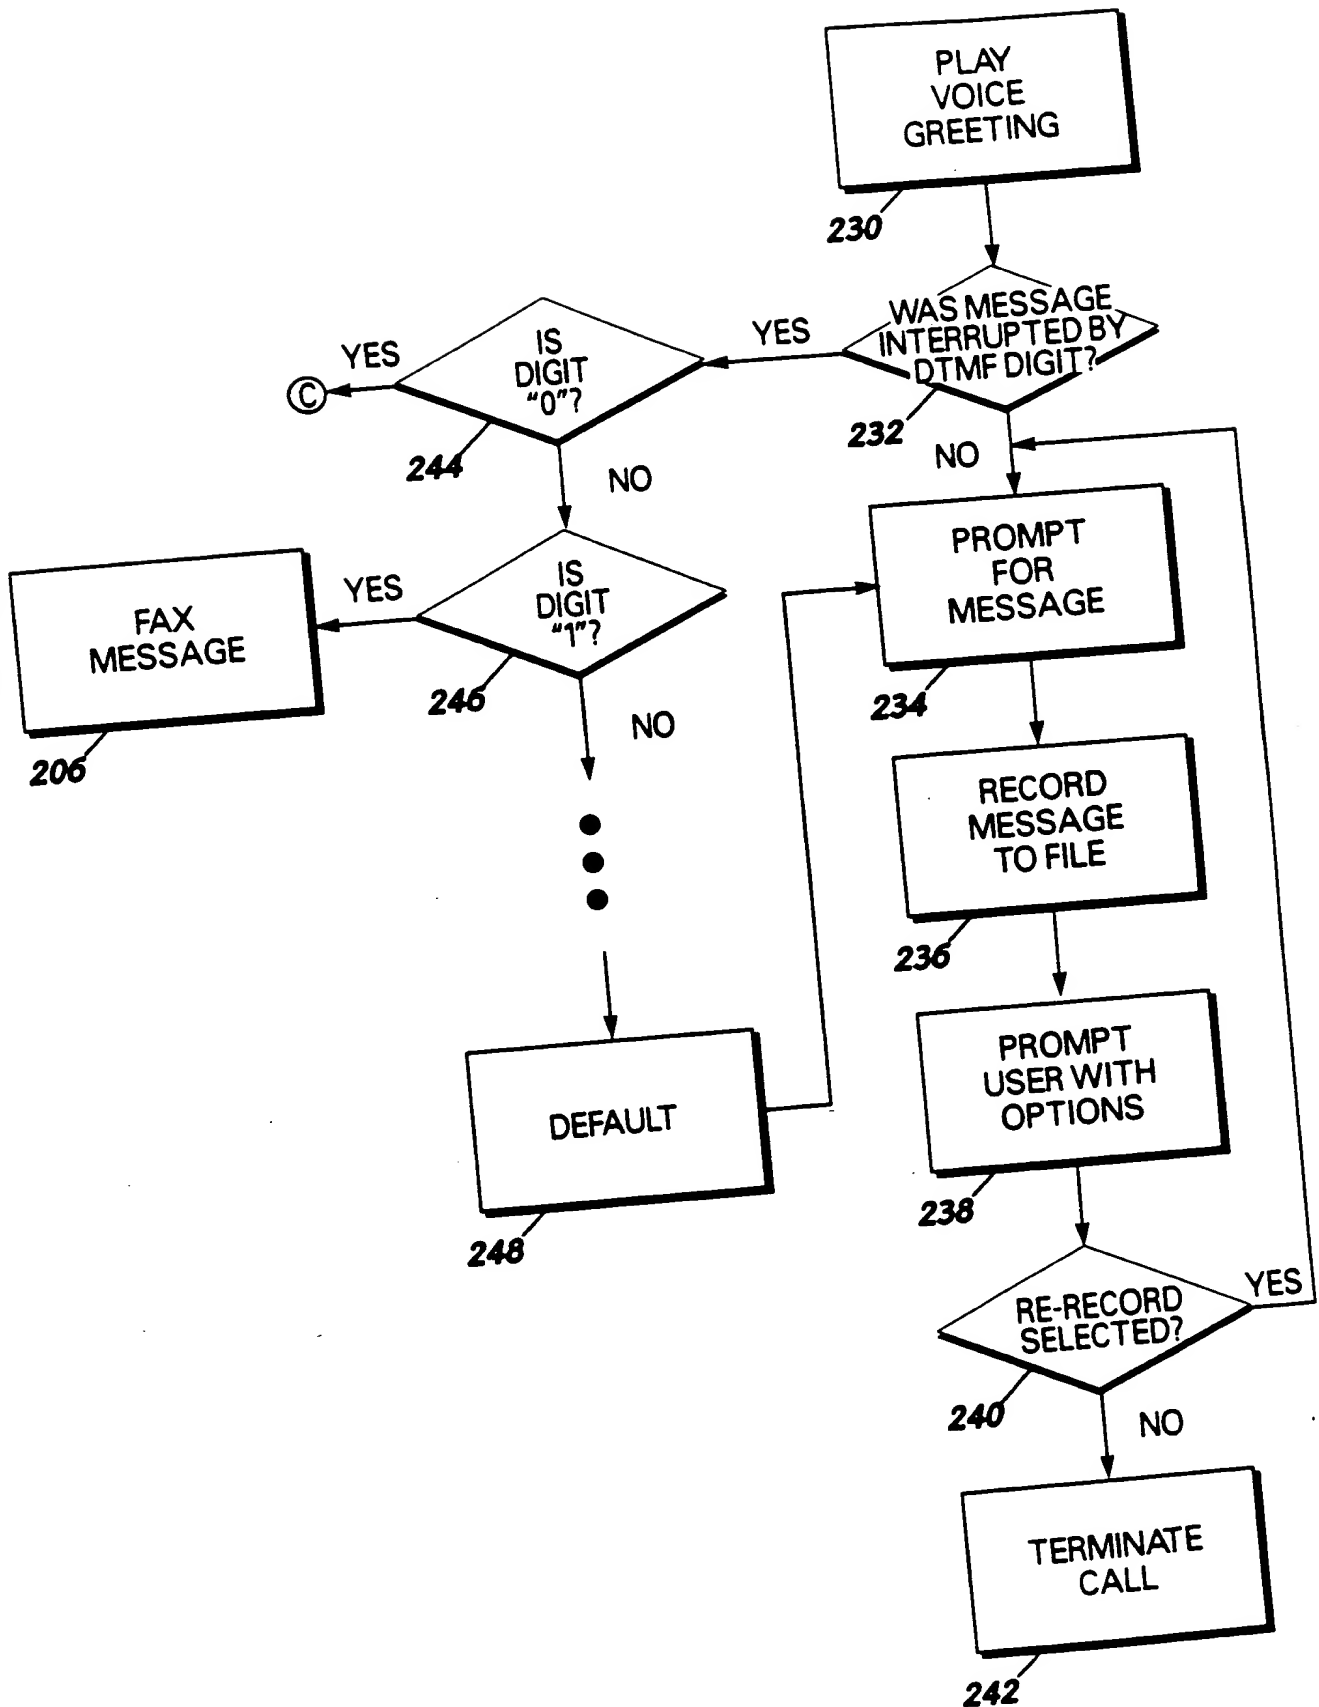 PLAY
VOICE
GREETING
230
WAS MESSAGE
INTERRUPTED BY
DTMF DIGIT?
232
YES
NO
IS
DIGIT
"0"?
244
YES
C
NO
IS
DIGIT
"1"?
246
YES
FAX
MESSAGE
206
NO
DEFAULT
248
PROMPT
FOR
MESSAGE
234
RECORD
MESSAGE
TO FILE
236
PROMPT
USER WITH
OPTIONS
238
RE-RECORD
SELECTED?
240
YES
NO
TERMINATE
CALL
242